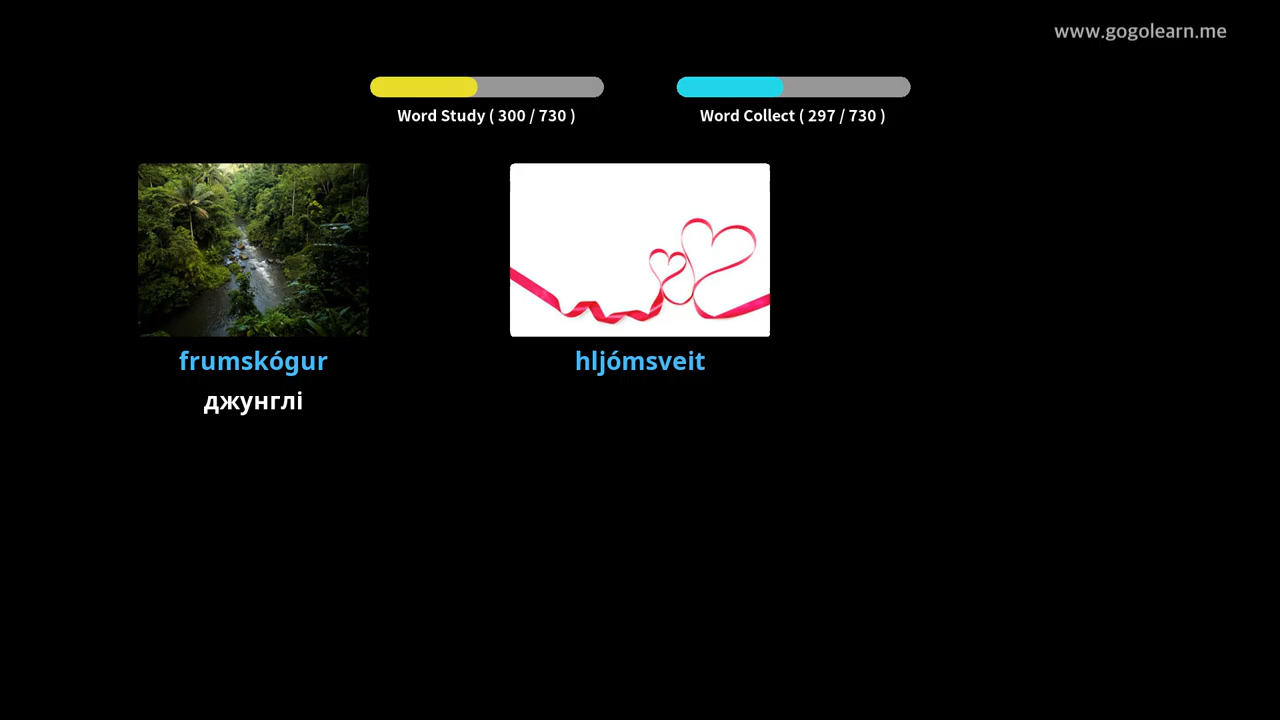 www.gogolearn.me
Word Study ( 300 / 730 )
Word Collect ( 297 / 730 )
frumskógur
hljómsveit
джунглі